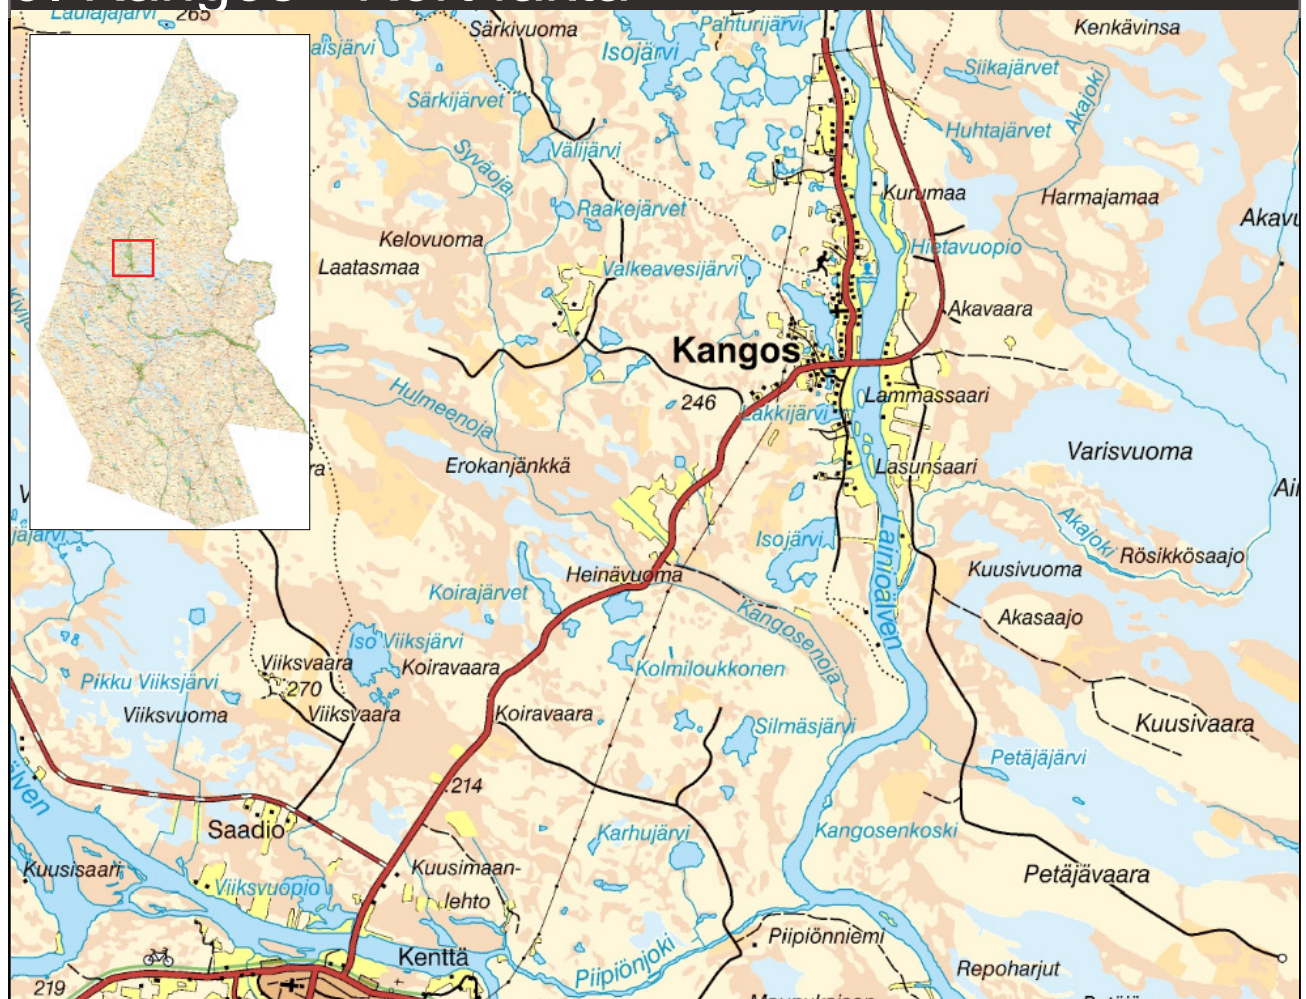 Laulajajärvi
265
Särkivuoma
Isojärvi
Pahturijärvi
Kenkävinsa
aisjärvi
Siikajärvet
Särkijärvet
Akajoki
Huhtajärvet
Syväoja
Välijärvi
Kurumaa
Harmajamaa
Raakejärvet
Akavu
Kelovuoma
Hietavuopio
Laatasmaa
Valkeavesijärvi
Akavaara
Kangos
Hulmeenoja
246
Lammassaari
Lakkijärvi
Varisvuoma
Erokanjänkkä
Lasunsaari
ra
Akajoki
Isojärvi
Lainioälven
Rösikkösaajo
Heinävuoma
Kuusivuoma
Koirajärvet
Kangosenoja
Akasaajo
Iso Viiksjärvi
Viiksvaara
Koiravaara
Kolmiloukkonen
Pikku Viiksjärvi
270
Viiksvuoma
Viiksvaara
Koiravaara
Silmäsjärvi
Kuusivaara
Petäjäjärvi
214
älven
Saadio
Karhujärvi
Kangosenkoski
Kuusisaari
Kuusimaan-
lehto
Petäjävaara
Viiksvuopio
Piipiönniemi
Kenttä
Piipiönjoki
Repoharjut
219